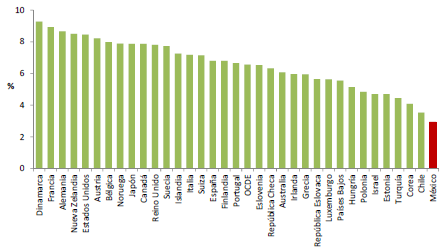 10
8
6
4
2
0
%
Dinamarca
Francia
Alemania
Nueva Zelandia
Estados Unidos
Austria
Bélgica
Noruega
Japón
Canadá
Reino Unido
Suecia
Islandia
Italia
Suiza
España
Finlandia
Portugal
OCDE
Eslovenia
República Checa
Australia
Irlanda
Grecia
República Eslovaca
Luxemburgo
Países Bajos
Hungría
Polonia
Israel
Estonia
Turquía
Corea
Chile
México